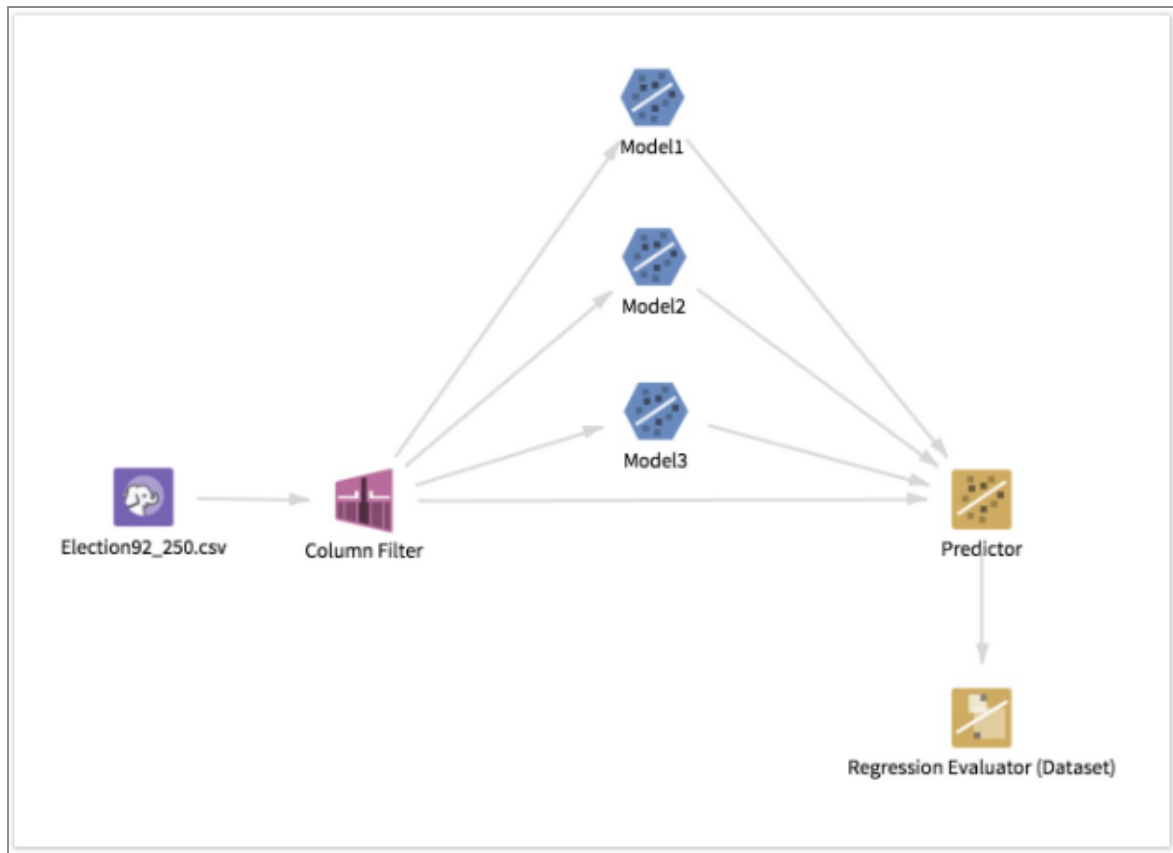 Model1
Model2
Model3
Election92_250.csv
Column Filter
Predictor
Regression Evaluator (Dataset)